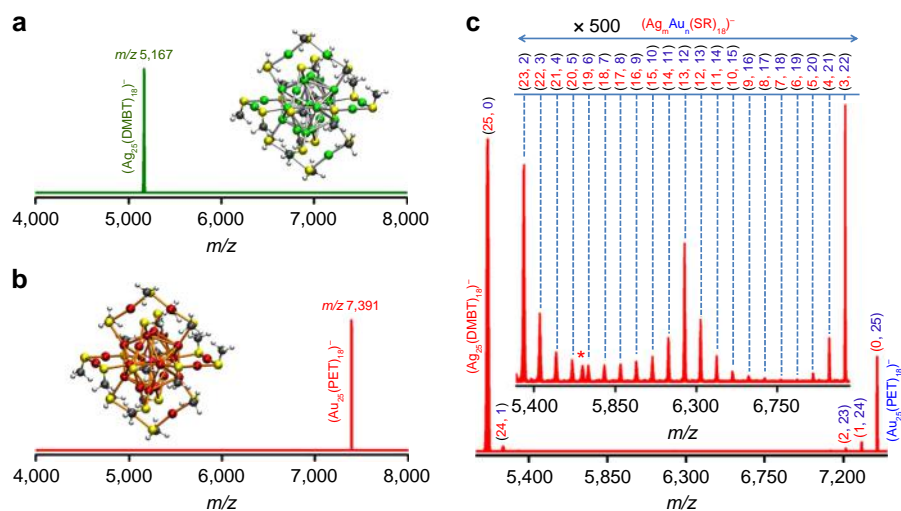 a
m/z 5,167
(Ag25(DMBT)18)−
4,000 5,000 6,000 7,000 8,000
m/z
b
m/z 7,391
(Au25(PET)18)−
4,000 5,000 6,000 7,000 8,000
m/z
c
× 500
(AgmAun(SR)18)−
(25, 0)
(23, 2)
(22, 3)
(21, 4)
(20, 5)
(19, 6)
(18, 7)
(17, 8)
(16, 9)
(15, 10)
(14, 11)
(13, 12)
(12, 13)
(11, 14)
(10, 15)
(9, 16)
(8, 17)
(7, 18)
(6, 19)
(5, 20)
(4, 21)
(3, 22)
*
5,400 5,850 6,300 6,750
m/z
(Ag25(DMBT)18)−
(24, 1)
(2, 23)
(1, 24)
(0, 25)
(Au25(PET)18)−
5,400 5,850 6,300 6,750 7,200
m/z